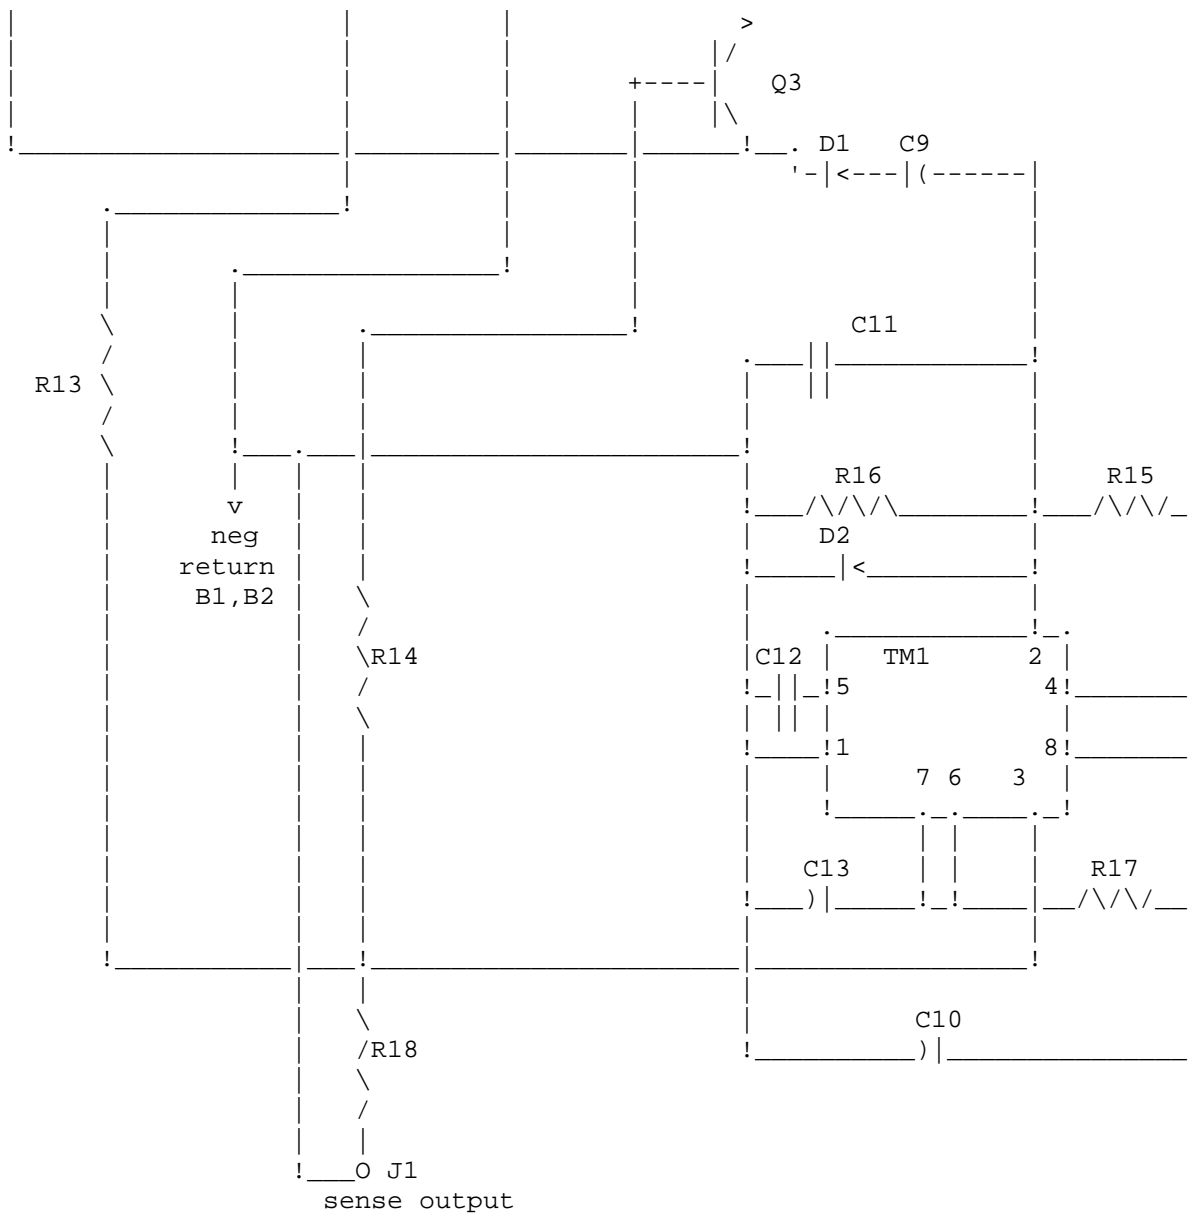 Q3
D1 C9
C11
R13
R16 R15
v
neg
return
B1,B2
D2
R14
C12 TM1 2
5 4
1 8
7 6 3
C13 R17
C10
R18
O J1
sense output